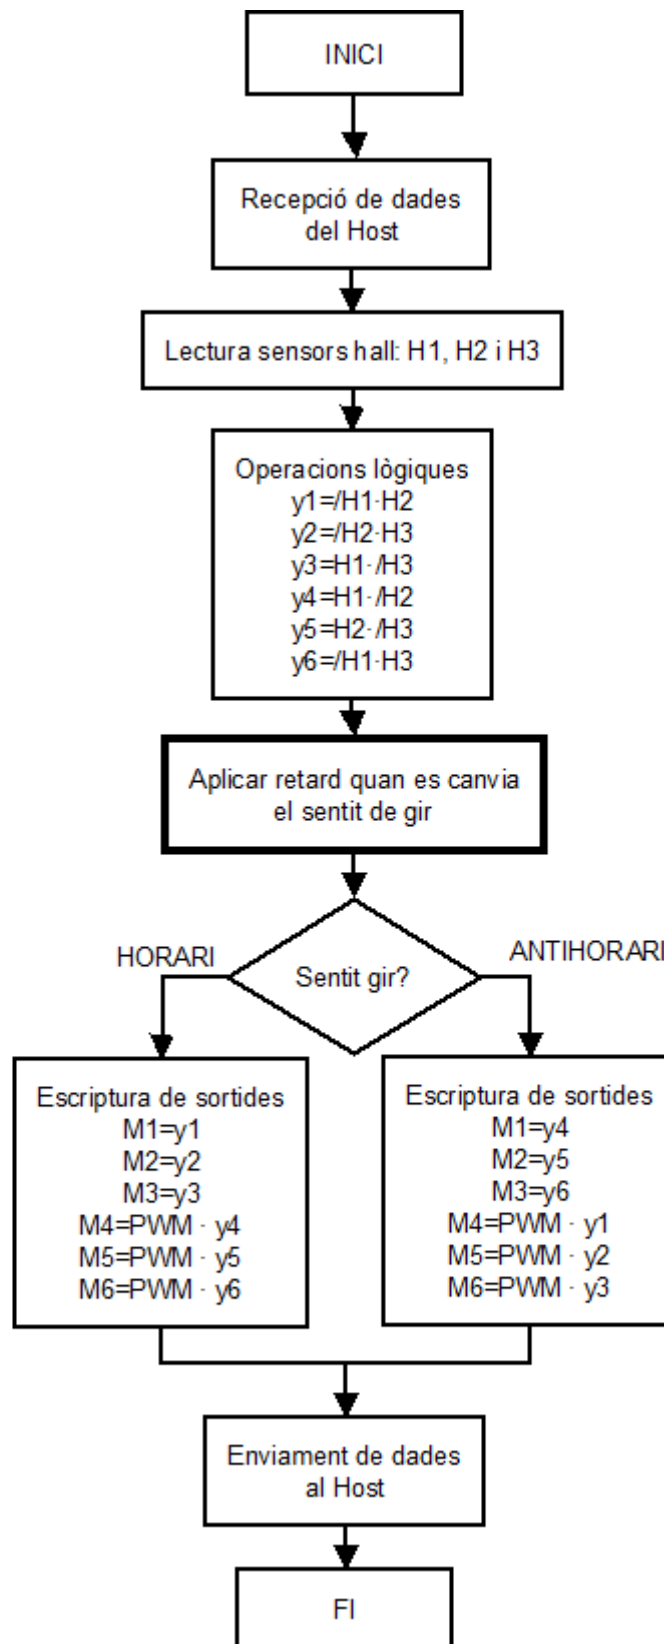 INICI
Recepció de dades
del Host
Lectura sensors hall: H1, H2 i H3
Operacions lògiques
y1=/H1·H2
y2=/H2·H3
y3=H1·/H3
y4=H1·/H2
y5=H2·/H3
y6=/H1·H3
Aplicar retard quan es canvia
el sentit de gir
Sentit gir?
HORARI
ANTIHORARI
Escriptura de sortides
M1=y1
M2=y2
M3=y3
M4=PWM · y4
M5=PWM · y5
M6=PWM · y6
Escriptura de sortides
M1=y4
M2=y5
M3=y6
M4=PWM · y1
M5=PWM · y2
M6=PWM · y3
Enviament de dades
al Host
FI